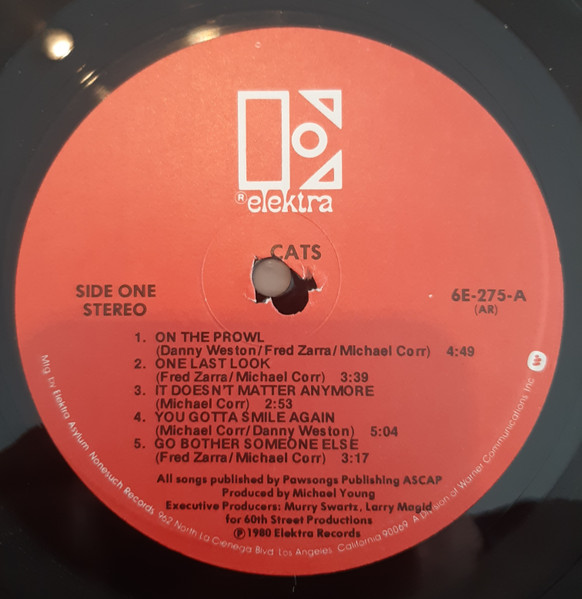 ® elektra
CATS
SIDE ONE
STEREO
6E-275-A
(AR)
1. ON THE PROWL
(Danny Weston/Fred Zarra/Michael Corr) 4:49
2. ONE LAST LOOK
(Fred Zarra/Michael Corr) 3:39
3. IT DOESN'T MATTER ANYMORE
(Michael Corr) 2:53
4. YOU GOTTA SMILE AGAIN
(Michael Corr/Danny Weston) 5:04
5. GO BOTHER SOMEONE ELSE
(Fred Zarra/Michael Corr) 3:17
All songs published by Pawsongs Publishing ASCAP
Produced by Michael Young
Executive Producers: Murry Swartz, Larry Magid
for 60th Street Productions
℗ 1980 Elektra Records
Mfg by Elektra Asylum Nonesuch Records 962 North La Cienega Blvd Los Angeles, California 90069 A Division of Warner Communications Inc